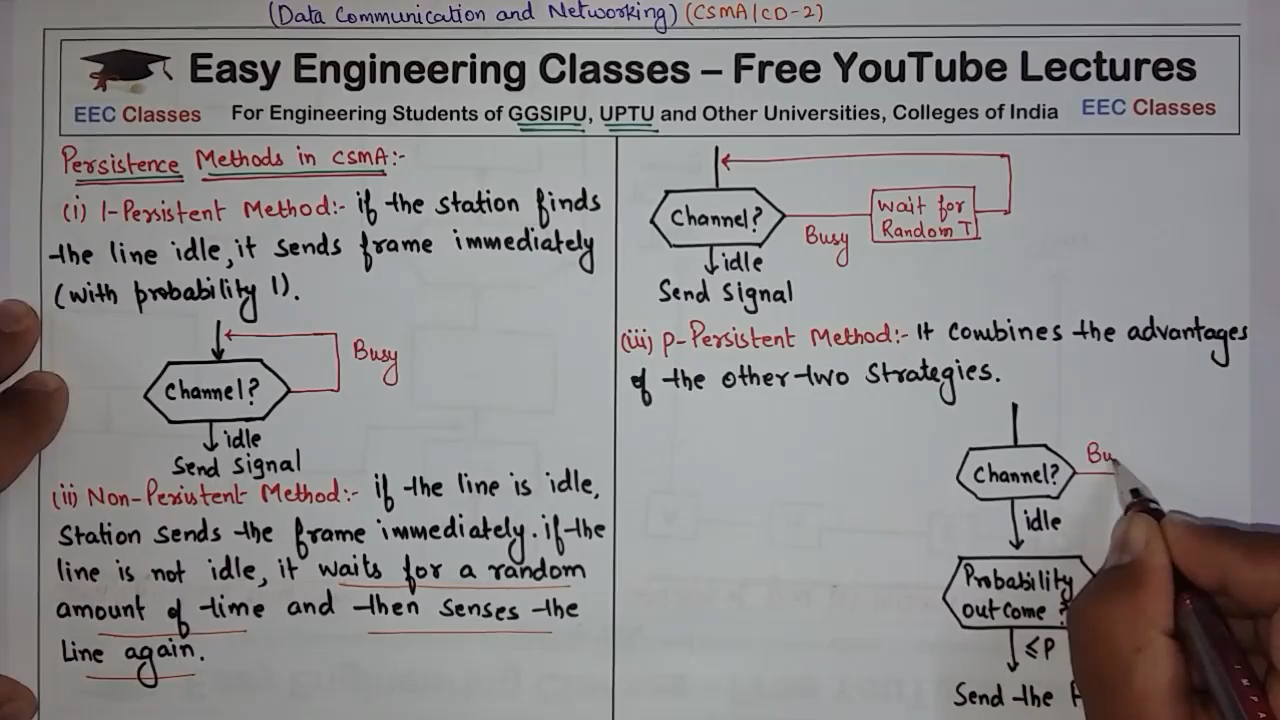 (Data Communication and Networking) (CSMA/CD-2)
Easy Engineering Classes – Free YouTube Lectures
EEC Classes For Engineering Students of GGSIPU, UPTU and Other Universities, Colleges of India EEC Classes
Persistence Methods in CSMA:-
(i) 1-Persistent Method:- if the station finds
the line idle, it sends frame immediately
(with probability 1).
Busy
Channel?
idle
Send Signal
(ii) Non-Persistent Method:- if the line is idle,
Station sends the frame immediately. if the
line is not idle, it waits for a random
amount of time and then senses the
Line again.
Channel?
Busy
Wait for
Random T
idle
Send Signal
(iii) P-Persistent Method:- It combines the advantages
of the other two strategies.
Channel?
Bu
idle
Probability
outcome ?
≤P
Send the